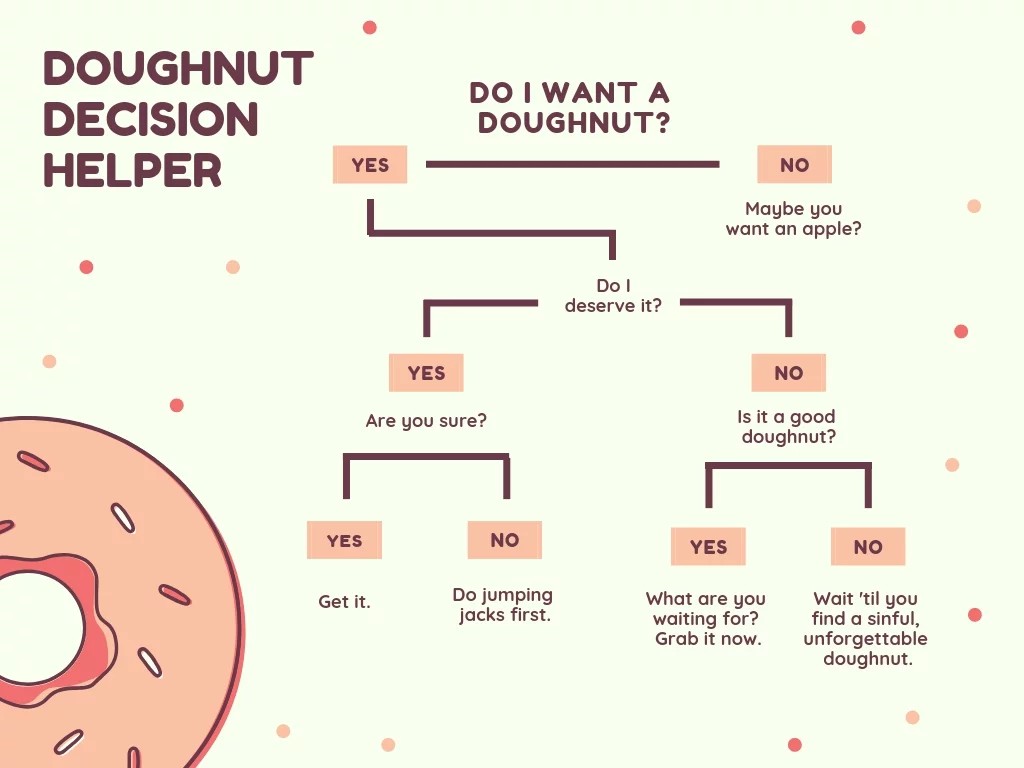 DOUGHNUT
DECISION
HELPER
DO I WANT A
DOUGHNUT?
YES
NO
Maybe you
want an apple?
Do I
deserve it?
YES
Are you sure?
NO
Is it a good
doughnut?
YES
Get it.
NO
Do jumping
jacks first.
YES
What are you
waiting for?
Grab it now.
NO
Wait 'til you
find a sinful,
unforgettable
doughnut.